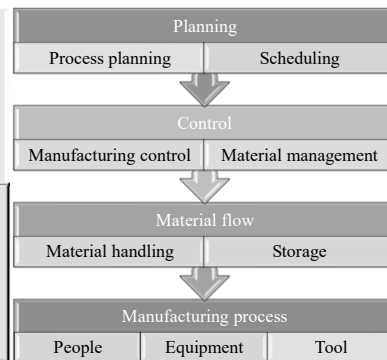 Planning
Process planning Scheduling
Control
Manufacturing control Material management
Material flow
Material handling Storage
Manufacturing process
People Equipment Tool